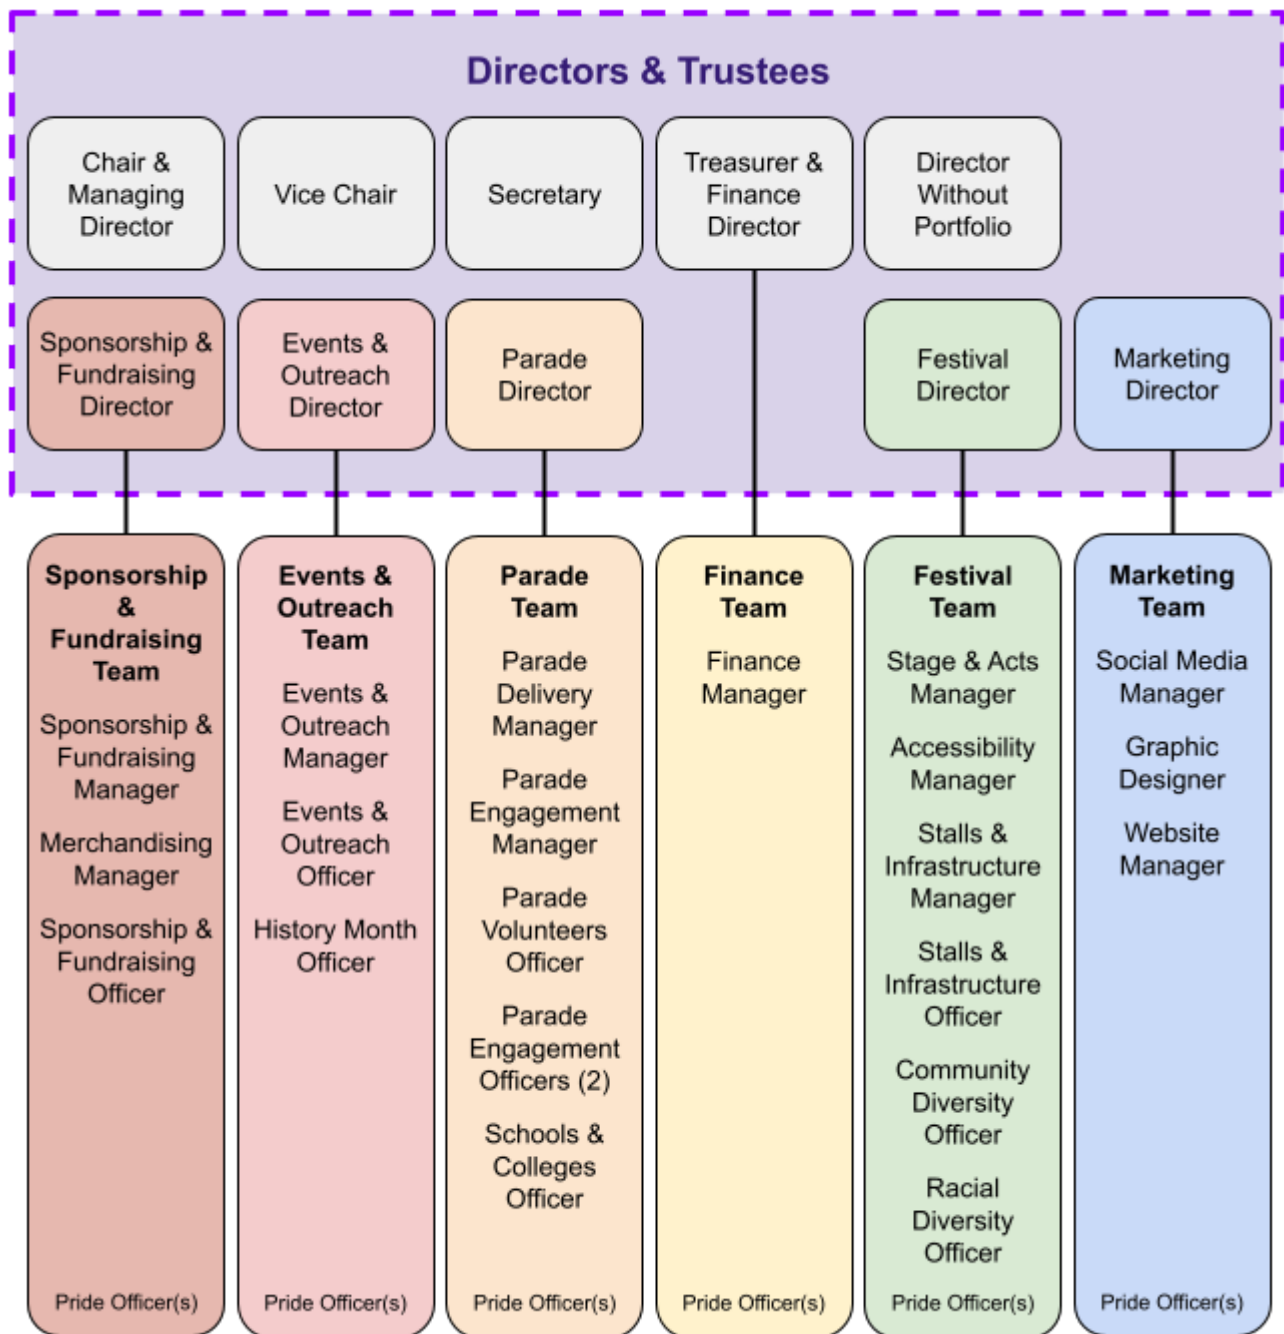 Directors & Trustees
Chair &
Managing
Director
Vice Chair
Secretary
Treasurer &
Finance
Director
Director
Without
Portfolio
Sponsorship &
Fundraising
Director
Events &
Outreach
Director
Parade
Director
Festival
Director
Marketing
Director
Sponsorship
&
Fundraising
Team
Sponsorship &
Fundraising
Manager
Merchandising
Manager
Sponsorship &
Fundraising
Officer
Pride Officer(s)
Events &
Outreach
Team
Events &
Outreach
Manager
Events &
Outreach
Officer
History Month
Officer
Pride Officer(s)
Parade
Team
Parade
Delivery
Manager
Parade
Engagement
Manager
Parade
Volunteers
Officer
Parade
Engagement
Officers (2)
Schools &
Colleges
Officer
Pride Officer(s)
Finance
Team
Finance
Manager
Pride Officer(s)
Festival
Team
Stage & Acts
Manager
Accessibility
Manager
Stalls &
Infrastructure
Manager
Stalls &
Infrastructure
Officer
Community
Diversity
Officer
Racial
Diversity
Officer
Pride Officer(s)
Marketing
Team
Social Media
Manager
Graphic
Designer
Website
Manager
Pride Officer(s)